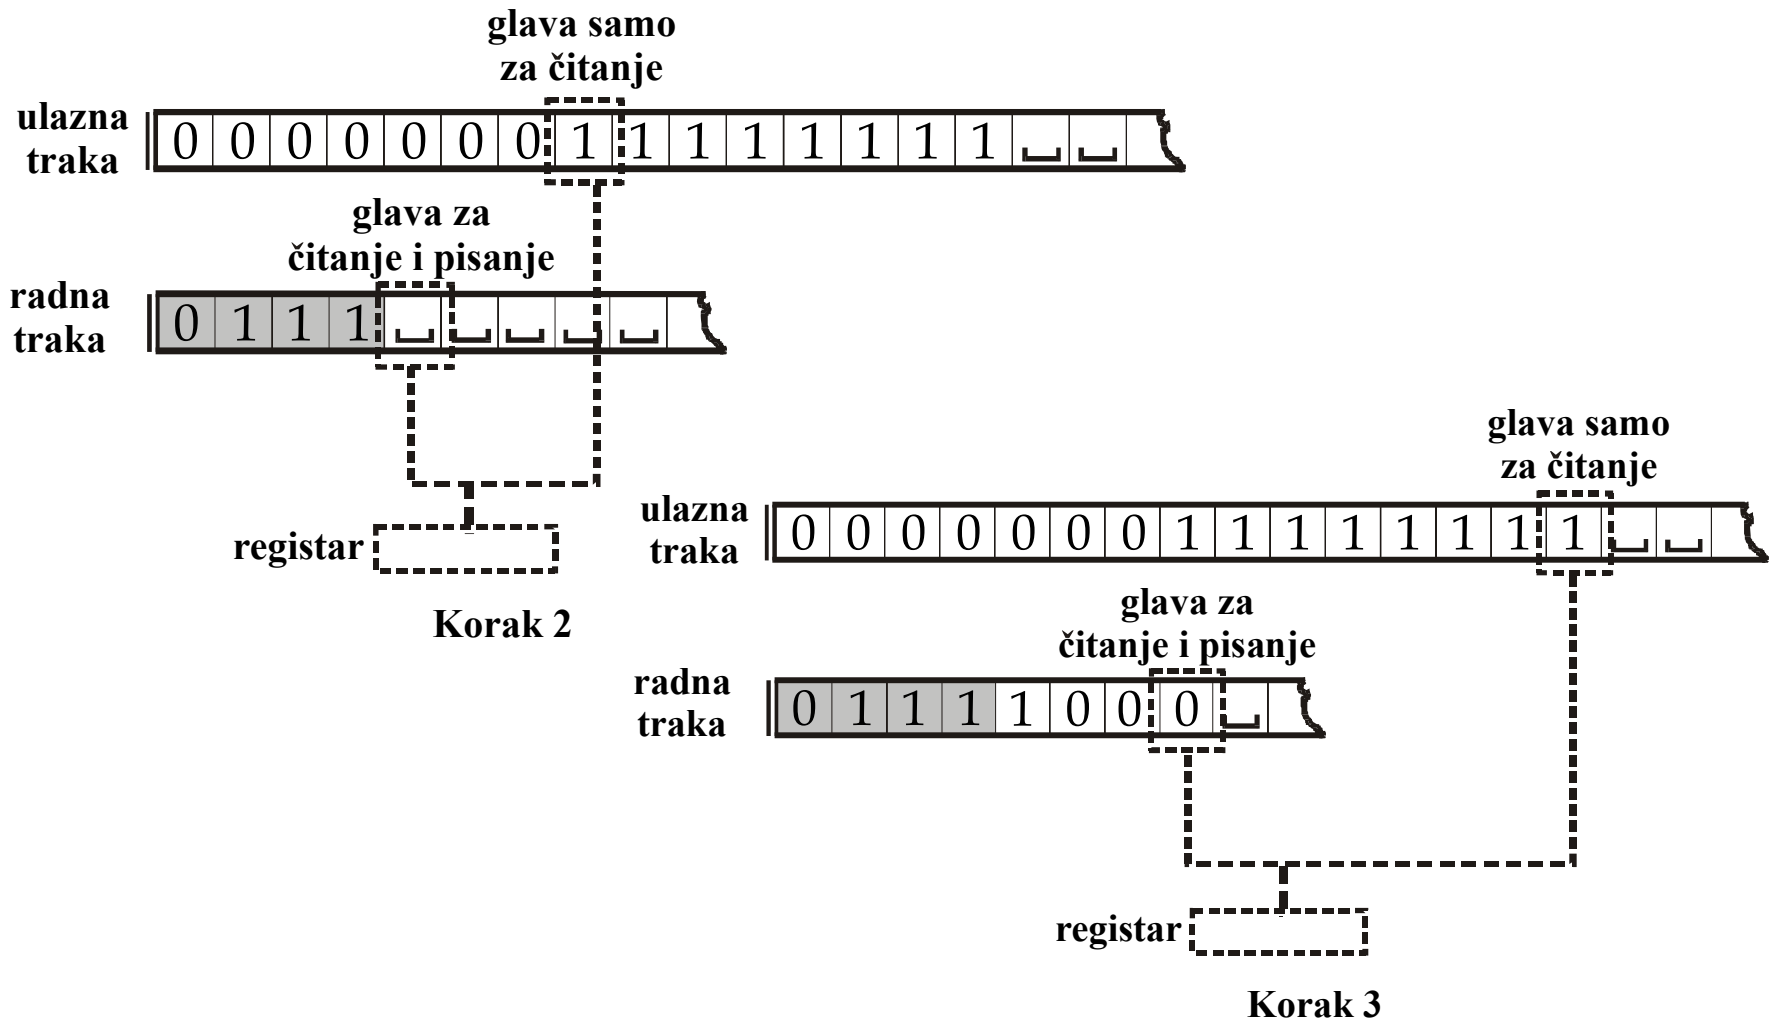 glava samo
za čitanje
ulazna
traka
0 0 0 0 0 0 0 1 1 1 1 1 1 1 1 ␣ ␣
glava za
čitanje i pisanje
radna
traka
0 1 1 1 ␣ ␣ ␣ ␣ ␣
registar
Korak 2
glava samo
za čitanje
ulazna
traka
0 0 0 0 0 0 0 1 1 1 1 1 1 1 1 ␣ ␣
glava za
čitanje i pisanje
radna
traka
0 1 1 1 1 0 0 0 ␣
registar
Korak 3